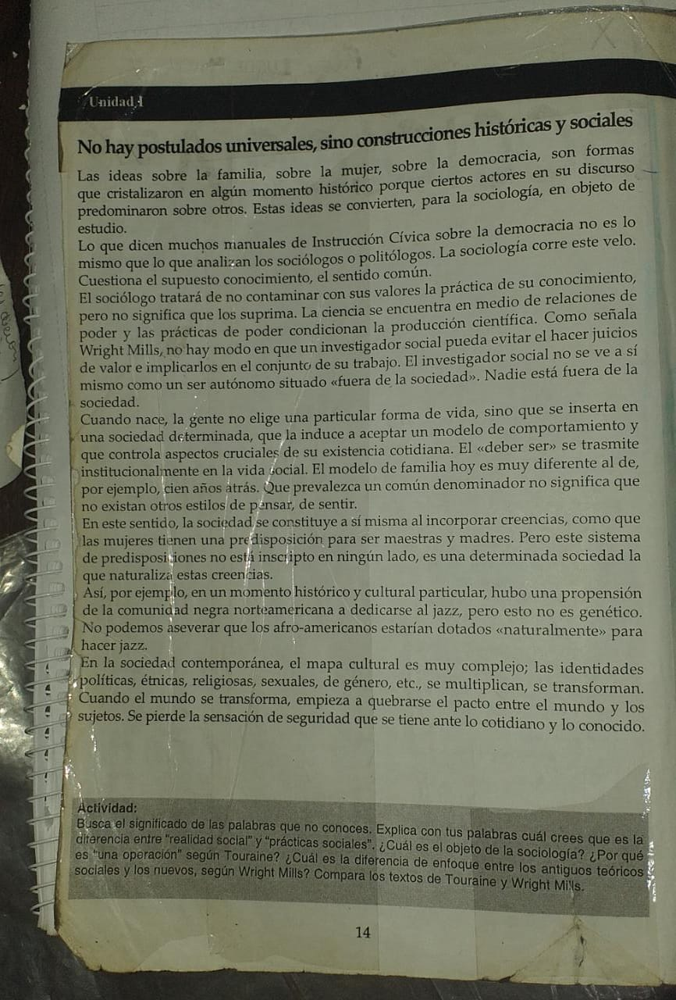 Unidad I
No hay postulados universales, sino construcciones históricas y sociales
Las ideas sobre la familia, sobre la mujer, sobre la democracia, son formas
que cristalizaron en algún momento histórico porque ciertos actores en su discurso
predominaron sobre otros. Estas ideas se convierten, para la sociología, en objeto de
estudio.
Lo que dicen muchos manuales de Instrucción Cívica sobre la democracia no es lo
mismo que lo que analizan los sociólogos o politólogos. La sociología corre este velo.
Cuestiona el supuesto conocimiento, el sentido común.
El sociólogo tratará de no contaminar con sus valores la práctica de su conocimiento,
pero no significa que los suprima. La ciencia se encuentra en medio de relaciones de
poder y las prácticas de poder condicionan la producción científica. Como señala
Wright Mills, no hay modo en que un investigador social pueda evitar el hacer juicios
de valor e implicarlos en el conjunto de su trabajo. El investigador social no se ve a sí
mismo como un ser autónomo situado «fuera de la sociedad». Nadie está fuera de la
sociedad.
Cuando nace, la gente no elige una particular forma de vida, sino que se inserta en
una sociedad determinada, que la induce a aceptar un modelo de comportamiento y
que controla aspectos cruciales de su existencia cotidiana. El «deber ser» se trasmite
institucionalmente en la vida social. El modelo de familia hoy es muy diferente al de,
por ejemplo, cien años atrás. Que prevalezca un común denominador no significa que
no existan otros estilos de pensar, de sentir.
En este sentido, la sociedad se constituye a sí misma al incorporar creencias, como que
las mujeres tienen una predisposición para ser maestras y madres. Pero este sistema
de predisposiciones no está inscripto en ningún lado, es una determinada sociedad la
que naturaliza estas creencias.
Así, por ejemplo, en un momento histórico y cultural particular, hubo una propensión
de la comunidad negra norteamericana a dedicarse al jazz, pero esto no es genético.
No podemos aseverar que los afro-americanos estarían dotados «naturalmente» para
hacer jazz.
En la sociedad contemporánea, el mapa cultural es muy complejo; las identidades
políticas, étnicas, religiosas, sexuales, de género, etc., se multiplican, se transforman.
Cuando el mundo se transforma, empieza a quebrarse el pacto entre el mundo y los
sujetos. Se pierde la sensación de seguridad que se tiene ante lo cotidiano y lo conocido.
Actividad:
Busca el significado de las palabras que no conoces. Explica con tus palabras cuál crees que es la
diferencia entre "realidad social" y "prácticas sociales". ¿Cuál es el objeto de la sociología? ¿Por qué
es "una operación" según Touraine? ¿Cuál es la diferencia de enfoque entre los antiguos teóricos
sociales y los nuevos, según Wright Mills? Compara los textos de Touraine y Wright Mills.
14